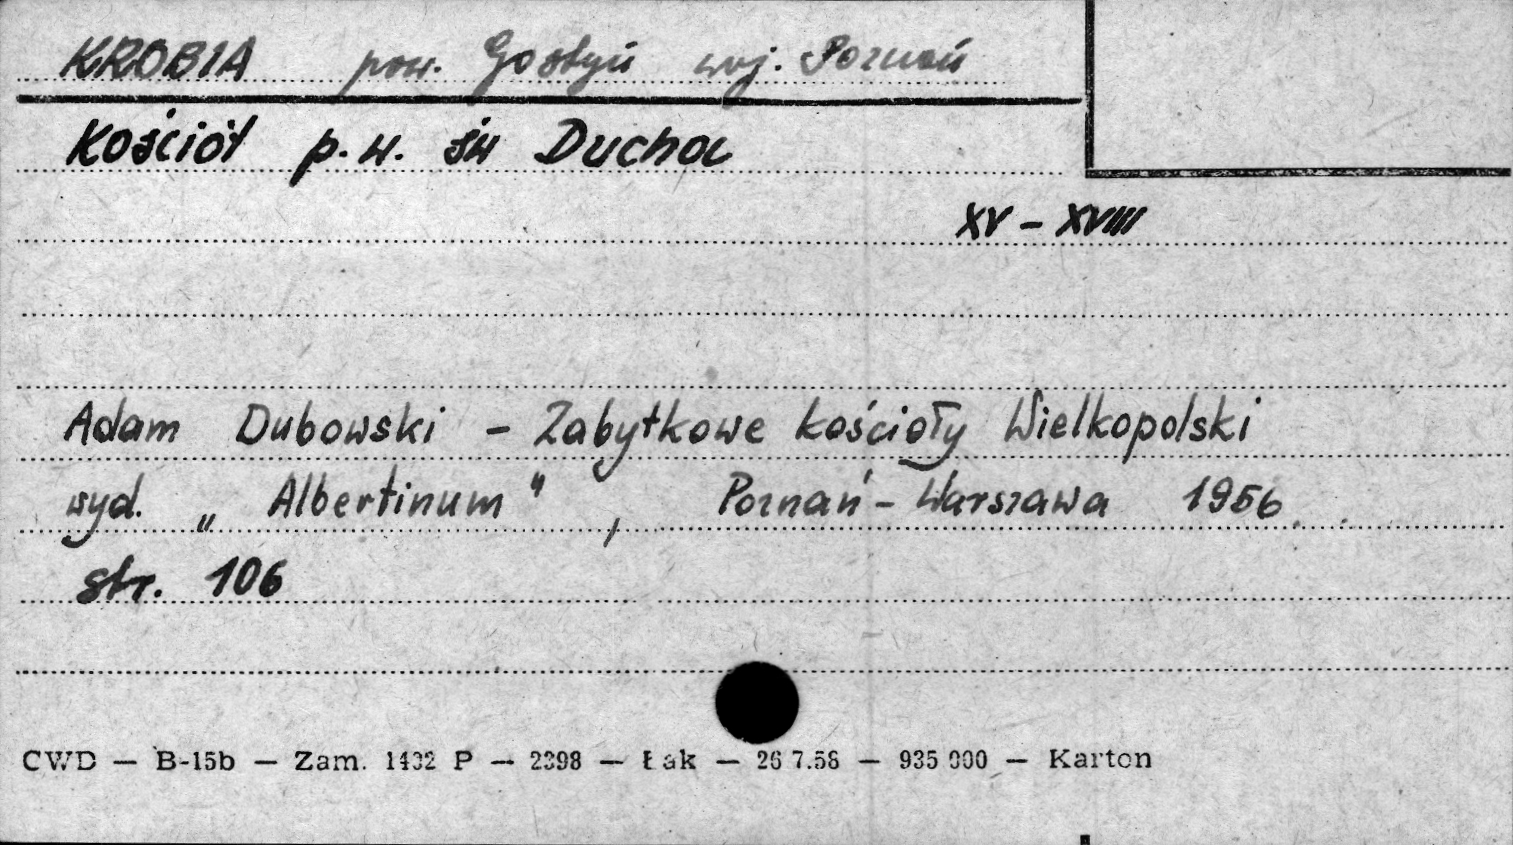 KROBIA pow. Gostyń woj. Poznań
Kościół p.w. św Ducha
XV - XVIII
Adam Dubowski - Zabytkowe kościoły Wielkopolski
wyd. „Albertinum", Poznań - Warszawa 1956.
str. 106
CWD — B-15b — Zam. 1432 P — 2398 — Łak — 26 7.58 — 935 000 — Karton